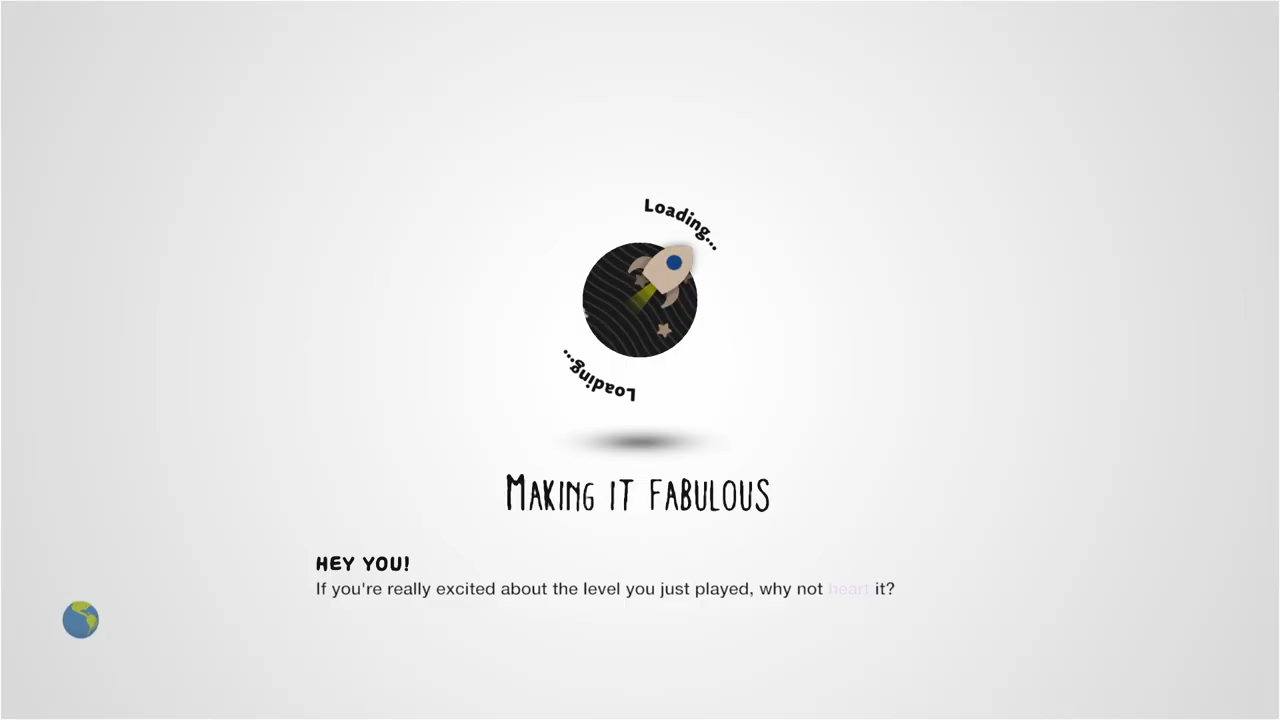 Loading...
Loading...
Making it fabulous
HEY YOU!
If you're really excited about the level you just played, why not heart it?